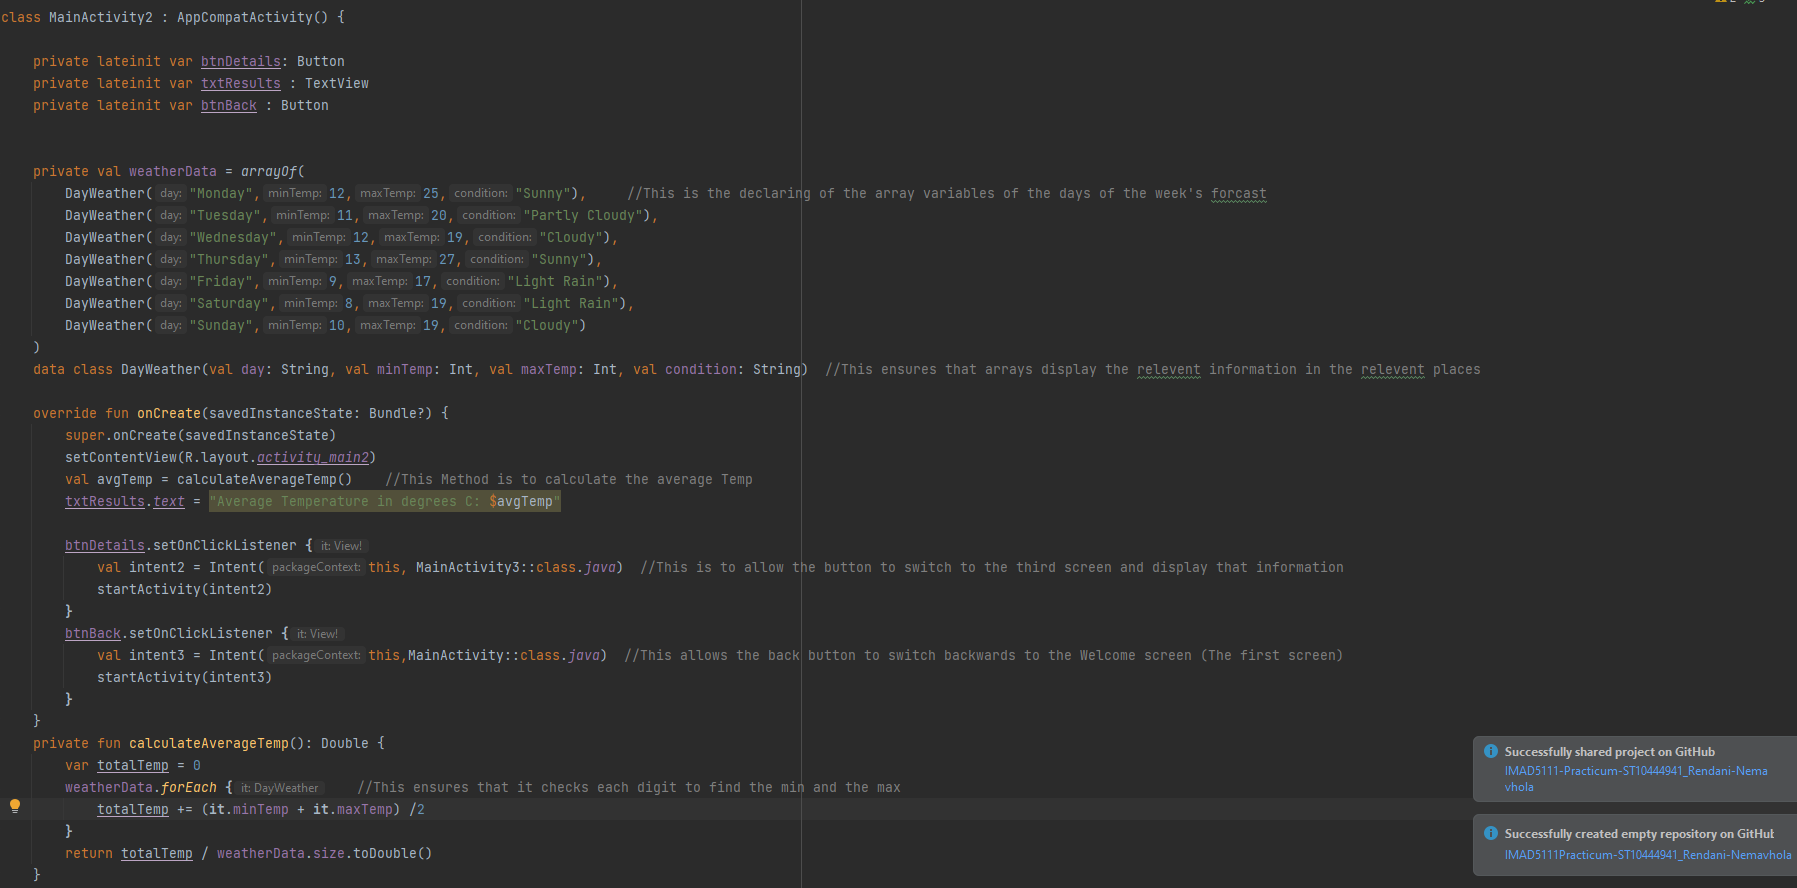 class MainActivity2 : AppCompatActivity() {
private lateinit var btnDetails: Button
private lateinit var txtResults : TextView
private lateinit var btnBack : Button
private val weatherData = arrayOf(
DayWeather( day: "Monday", minTemp: 12, maxTemp: 25, condition: "Sunny"), //This is the declaring of the array variables of the days of the week's forcast
DayWeather( day: "Tuesday", minTemp: 11, maxTemp: 20, condition: "Partly Cloudy"),
DayWeather( day: "Wednesday", minTemp: 12, maxTemp: 19, condition: "Cloudy"),
DayWeather( day: "Thursday", minTemp: 13, maxTemp: 27, condition: "Sunny"),
DayWeather( day: "Friday", minTemp: 9, maxTemp: 17, condition: "Light Rain"),
DayWeather( day: "Saturday", minTemp: 8, maxTemp: 19, condition: "Light Rain"),
DayWeather( day: "Sunday", minTemp: 10, maxTemp: 19, condition: "Cloudy")
)
data class DayWeather(val day: String, val minTemp: Int, val maxTemp: Int, val condition: String) //This ensures that arrays display the relevent information in the relevent places
override fun onCreate(savedInstanceState: Bundle?) {
super.onCreate(savedInstanceState)
setContentView(R.layout.activity_main2)
val avgTemp = calculateAverageTemp() //This Method is to calculate the average Temp
txtResults.text = "Average Temperature in degrees C: $avgTemp"
btnDetails.setOnClickListener { it: View!
val intent2 = Intent( packageContext: this, MainActivity3::class.java) //This is to allow the button to switch to the third screen and display that information
startActivity(intent2)
}
btnBack.setOnClickListener { it: View!
val intent3 = Intent( packageContext: this,MainActivity::class.java) //This allows the back button to switch backwards to the Welcome screen (The first screen)
startActivity(intent3)
}
}
private fun calculateAverageTemp(): Double {
var totalTemp = 0
weatherData.forEach { it: DayWeather //This ensures that it checks each digit to find the min and the max
totalTemp += (it.minTemp + it.maxTemp) /2
}
return totalTemp / weatherData.size.toDouble()
}
Successfully shared project on GitHub
IMAD5111-Practicum-ST10444941_Rendani-Nema
vhola
Successfully created empty repository on GitHub
IMAD5111Practicum-ST10444941_Rendani-Nemavhola